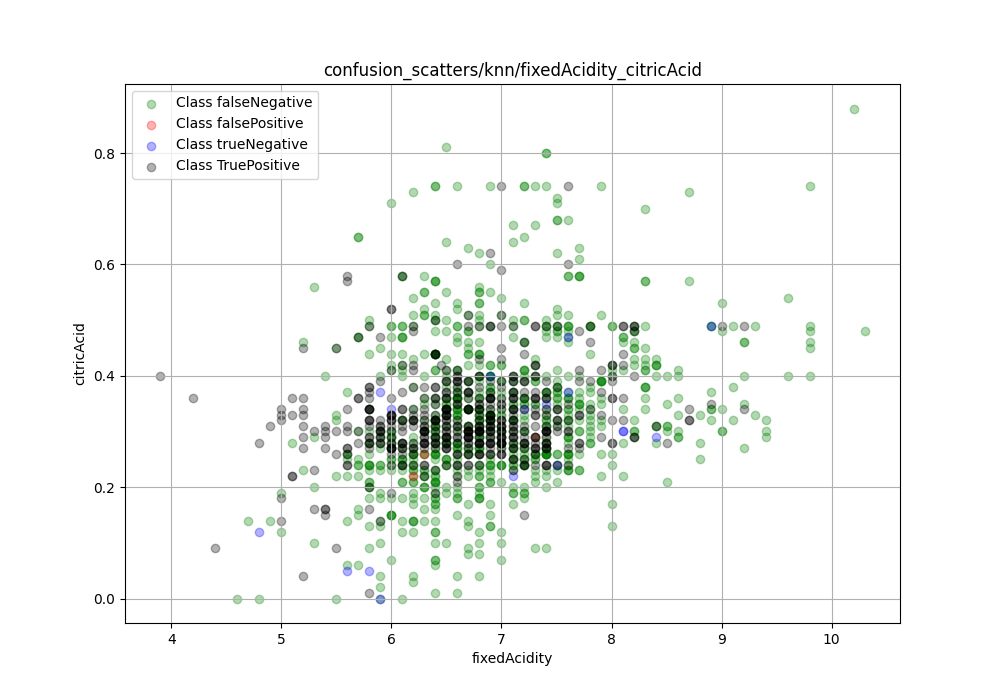 confusion_scatters/knn/fixedAcidity_citricAcid
Class falseNegative
Class falsePositive
Class trueNegative
Class TruePositive
0.8
0.6
0.4
0.2
0.0
citricAcid
4 5 6 7 8 9 10
fixedAcidity